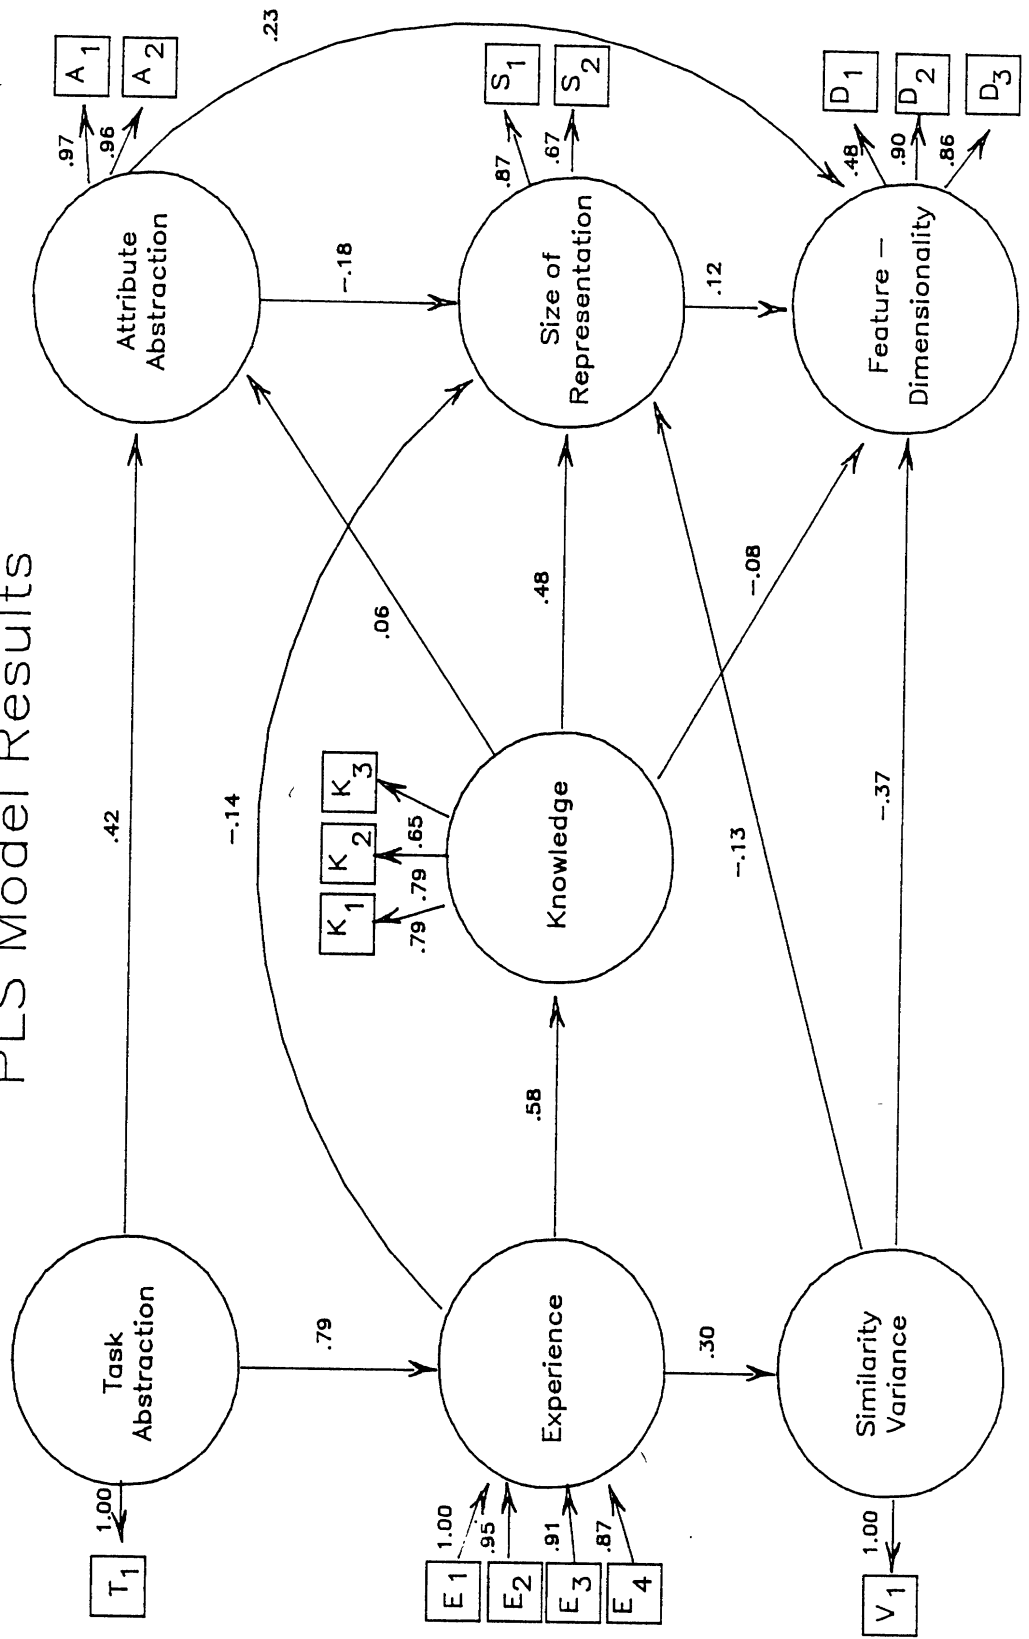 PLS Model Results
T1
1.00
Task
Abstraction
.42
Attribute
Abstraction
.97
A1
.96
A2
.23
.79
-.14
.06
-.18
K1
K2
K3
.79
.79
.65
E1
1.00
E2
.95
E3
.91
E4
.87
Experience
.58
Knowledge
.48
Size of
Representation
.87
S1
.67
S2
.30
-.13
-.08
.12
V1
1.00
Similarity
Variance
-.37
Feature –
Dimensionality
.48
D1
.90
D2
.86
D3